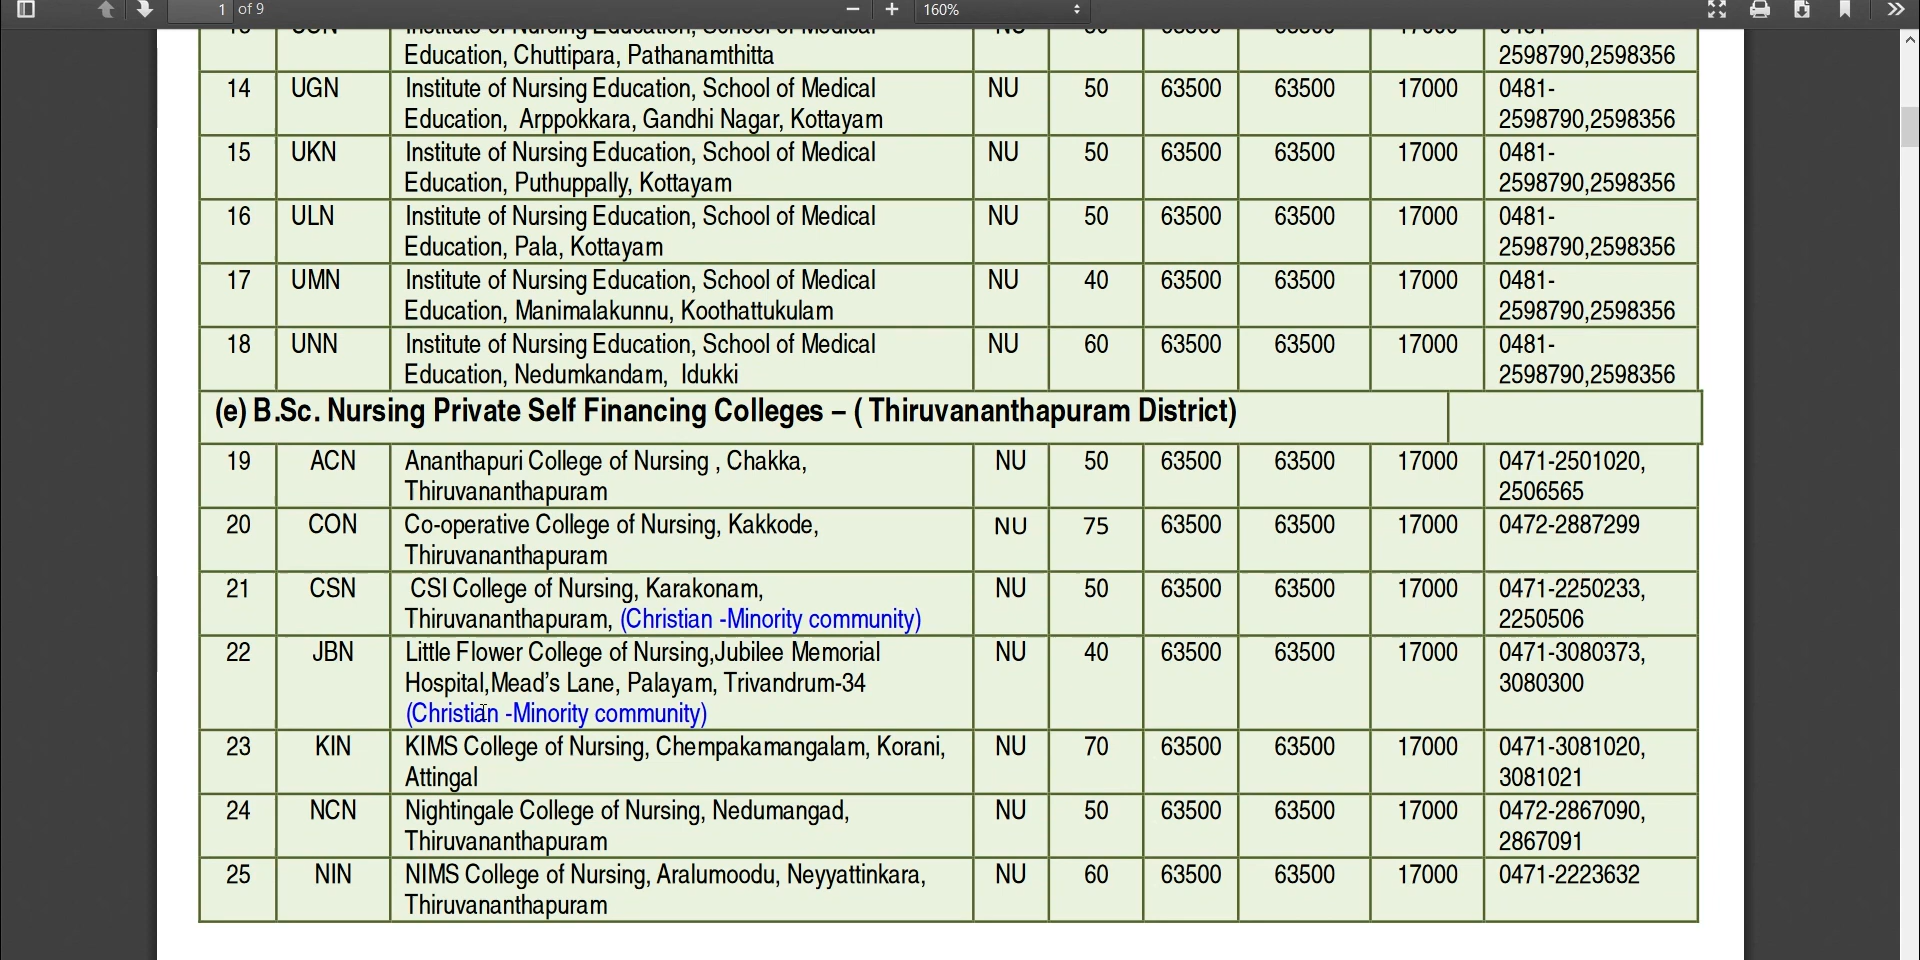 1 of 9
160%
Education, Chuttipara, Pathanamthitta 2598790,2598356
14 UGN Institute of Nursing Education, School of Medical NU 50 63500 63500 17000 0481-
Education,  Arppokkara, Gandhi Nagar, Kottayam 2598790,2598356
15 UKN Institute of Nursing Education, School of Medical NU 50 63500 63500 17000 0481-
Education, Puthuppally, Kottayam 2598790,2598356
16 ULN Institute of Nursing Education, School of Medical NU 50 63500 63500 17000 0481-
Education, Pala, Kottayam 2598790,2598356
17 UMN Institute of Nursing Education, School of Medical NU 40 63500 63500 17000 0481-
Education, Manimalakunnu, Koothattukulam 2598790,2598356
18 UNN Institute of Nursing Education, School of Medical NU 60 63500 63500 17000 0481-
Education, Nedumkandam,  Idukki 2598790,2598356
(e) B.Sc. Nursing Private Self Financing Colleges – ( Thiruvananthapuram District)
19 ACN Ananthapuri College of Nursing , Chakka, NU 50 63500 63500 17000 0471-2501020,
Thiruvananthapuram 2506565
20 CON Co-operative College of Nursing, Kakkode, NU 75 63500 63500 17000 0472-2887299
Thiruvananthapuram
21 CSN CSI College of Nursing, Karakonam, NU 50 63500 63500 17000 0471-2250233,
Thiruvananthapuram, (Christian -Minority community) 2250506
22 JBN Little Flower College of Nursing,Jubilee Memorial NU 40 63500 63500 17000 0471-3080373,
Hospital,Mead’s Lane, Palayam, Trivandrum-34 3080300
(Christian -Minority community)
23 KIN KIMS College of Nursing, Chempakamangalam, Korani, NU 70 63500 63500 17000 0471-3081020,
Attingal 3081021
24 NCN Nightingale College of Nursing, Nedumangad, NU 50 63500 63500 17000 0472-2867090,
Thiruvananthapuram 2867091
25 NIN NIMS College of Nursing, Aralumoodu, Neyyattinkara, NU 60 63500 63500 17000 0471-2223632
Thiruvananthapuram